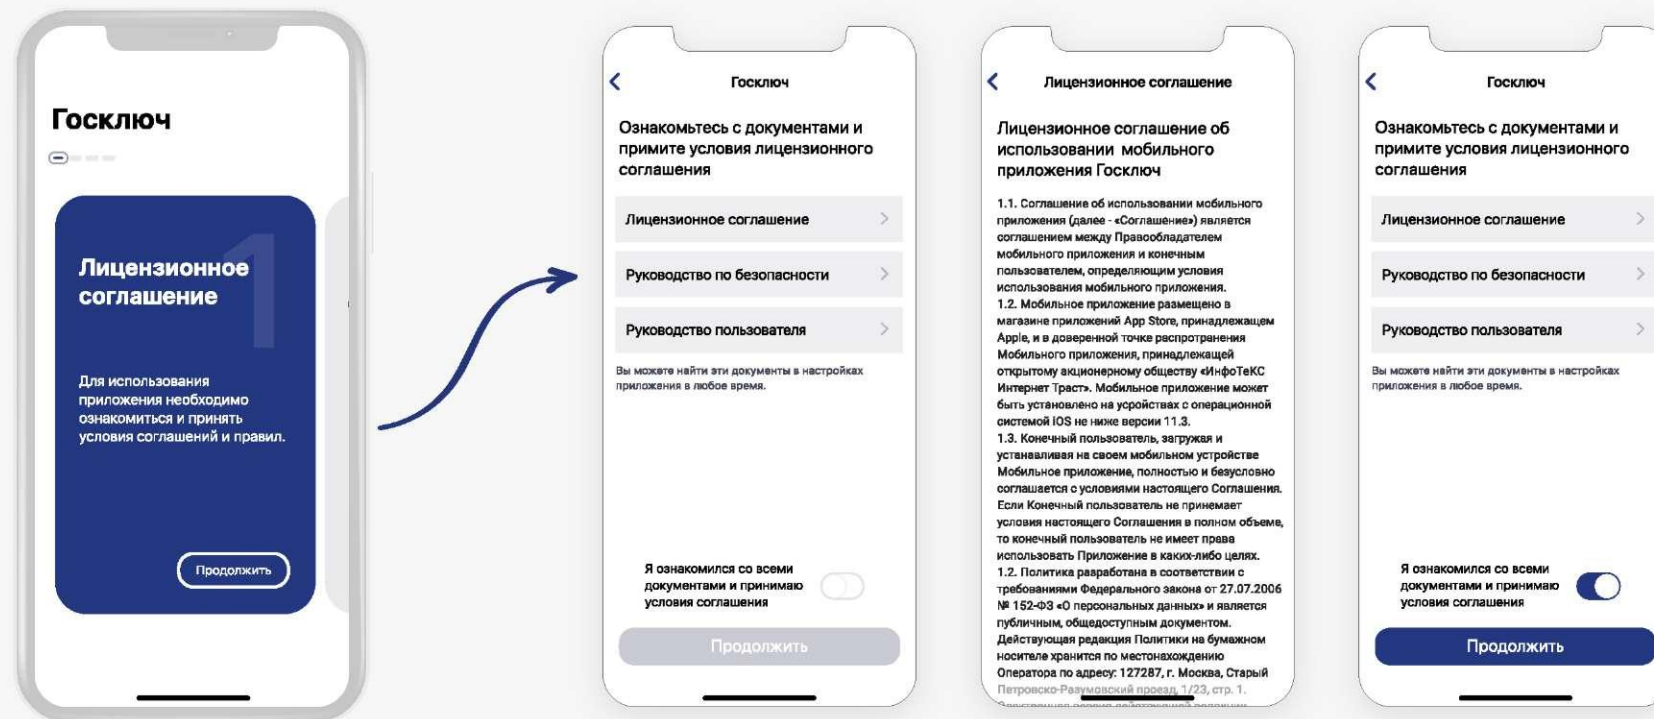 Госключ
1
Лицензионное
соглашение
Для использования
приложения необходимо
ознакомиться и принять
условия соглашений и правил.
Продолжить
Госключ
Ознакомьтесь с документами и
примите условия лицензионного
соглашения
Лицензионное соглашение
Руководство по безопасности
Руководство пользователя
Вы можете найти эти документы в настройках
приложения в любое время.
Я ознакомился со всеми
документами и принимаю
условия соглашения
Продолжить
Лицензионное соглашение
Лицензионное соглашение об
использовании мобильного
приложения Госключ
1.1. Соглашение об использовании мобильного
приложения (далее - «Соглашение») является
соглашением между Правообладателем
мобильного приложения и конечным
пользователем, определяющим условия
использования мобильного приложения.
1.2. Мобильное приложение размещено в
магазине приложений App Store, принадлежащем
Apple, и в доверенной точке распротранения
Мобильного приложения, принадлежащей
открытому акционерному обществу «ИнфоТеКС
Интернет Траст». Мобильное приложение может
быть установлено на усройствах с операционной
системой iOS не ниже версии 11.3.
1.3. Конечный пользователь, загружая и
устанавливая на своем мобильном устройстве
Мобильное приложение, полностью и безусловно
соглашается с условиями настоящего Соглашения.
Если Конечный пользователь не принемает
условия настоящего Соглашения в полном объеме,
то конечный пользователь не имеет права
использовать Приложение в каких-либо целях.
1.2. Политика разработана в соответствии с
требованиями Федерального закона от 27.07.2006
№ 152-ФЗ «О персональных данных» и является
публичным, общедоступным документом.
Действующая редакция Политики на бумажном
носителе хранится по местонахождению
Оператора по адресу: 127287, г. Москва, Старый
Петровско-Разумовский проезд, 1/23, стр. 1.
Госключ
Ознакомьтесь с документами и
примите условия лицензионного
соглашения
Лицензионное соглашение
Руководство по безопасности
Руководство пользователя
Вы можете найти эти документы в настройках
приложения в любое время.
Я ознакомился со всеми
документами и принимаю
условия соглашения
Продолжить